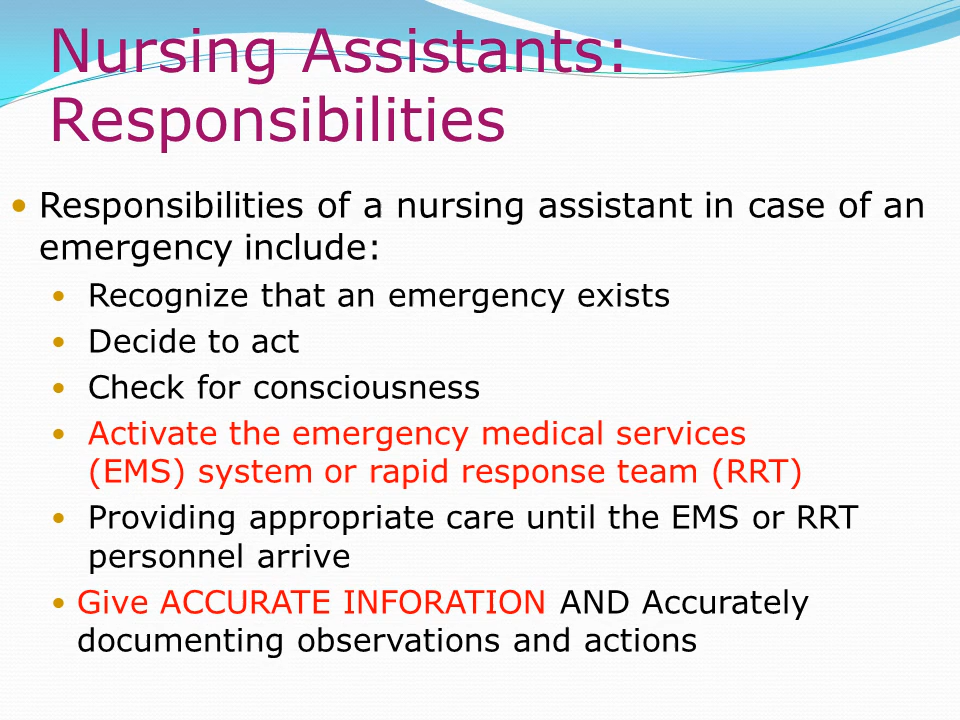 Nursing Assistants:
Responsibilities
Responsibilities of a nursing assistant in case of an
emergency include:
Recognize that an emergency exists
Decide to act
Check for consciousness
Activate the emergency medical services
(EMS) system or rapid response team (RRT)
Providing appropriate care until the EMS or RRT
personnel arrive
Give ACCURATE INFORATION AND Accurately
documenting observations and actions